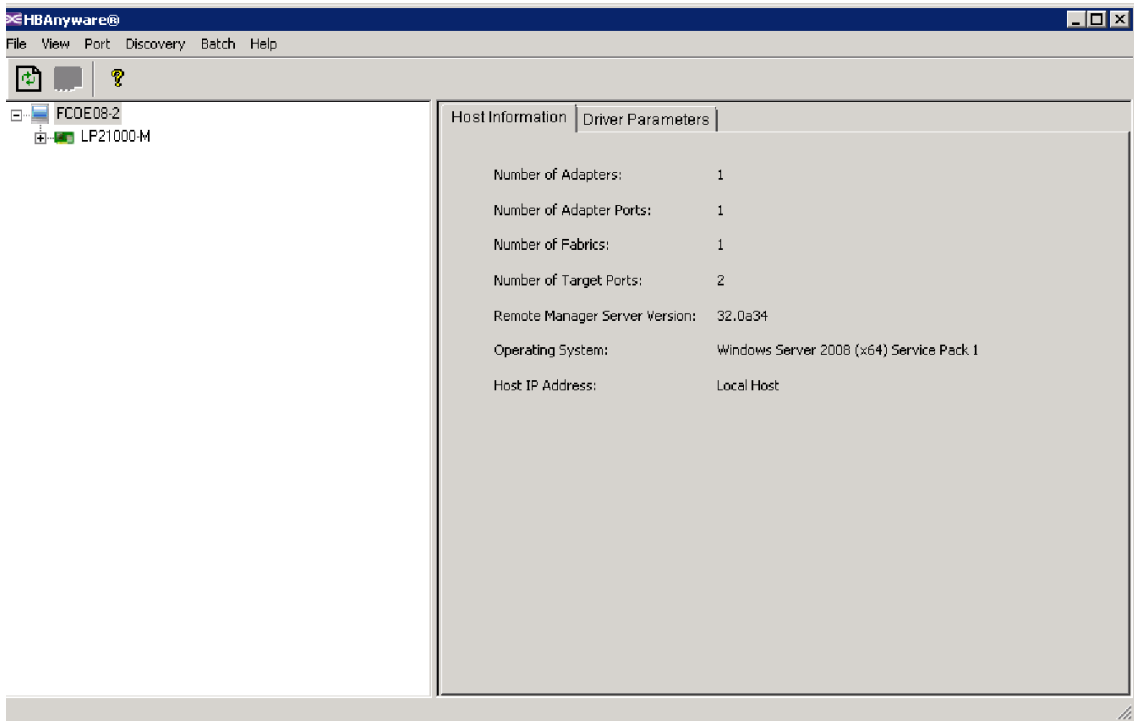 HBAnyware®
File View Port Discovery Batch Help
FCOE08-2
LP21000-M
Host Information Driver Parameters
Number of Adapters: 1
Number of Adapter Ports: 1
Number of Fabrics: 1
Number of Target Ports: 2
Remote Manager Server Version: 32.0a34
Operating System: Windows Server 2008 (x64) Service Pack 1
Host IP Address: Local Host